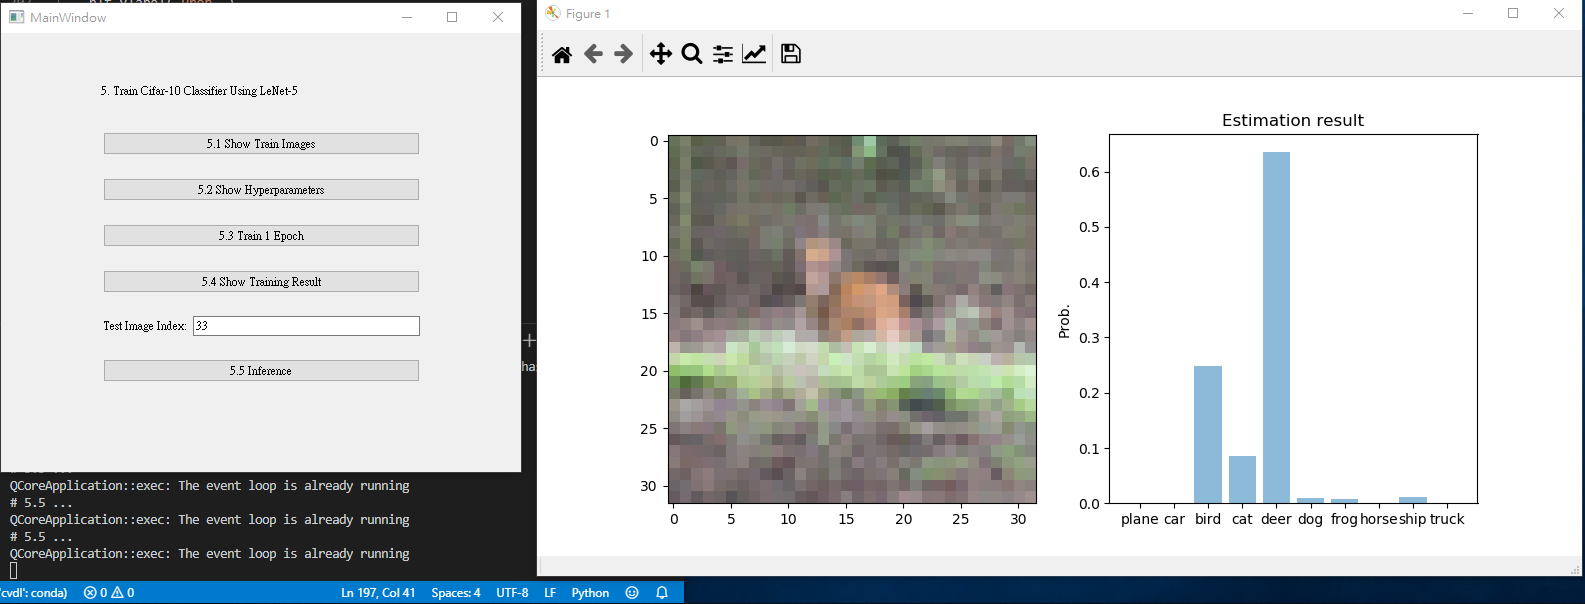 MainWindow
5. Train Cifar-10 Classifier Using LeNet-5
5.1 Show Train Images
5.2 Show Hyperparameters
5.3 Train 1 Epoch
5.4 Show Training Result
Test Image Index: 33
5.5 Inference
QCoreApplication::exec: The event loop is already running
# 5.5 ...
QCoreApplication::exec: The event loop is already running
# 5.5 ...
QCoreApplication::exec: The event loop is already running
'cvdl': conda) 0 0 Ln 197, Col 41 Spaces: 4 UTF-8 LF Python
Figure 1
0
5
10
15
20
25
30
0 5 10 15 20 25 30
Estimation result
Prob.
0.6
0.5
0.4
0.3
0.2
0.1
0.0
plane car bird cat deer dog frog horse ship truck